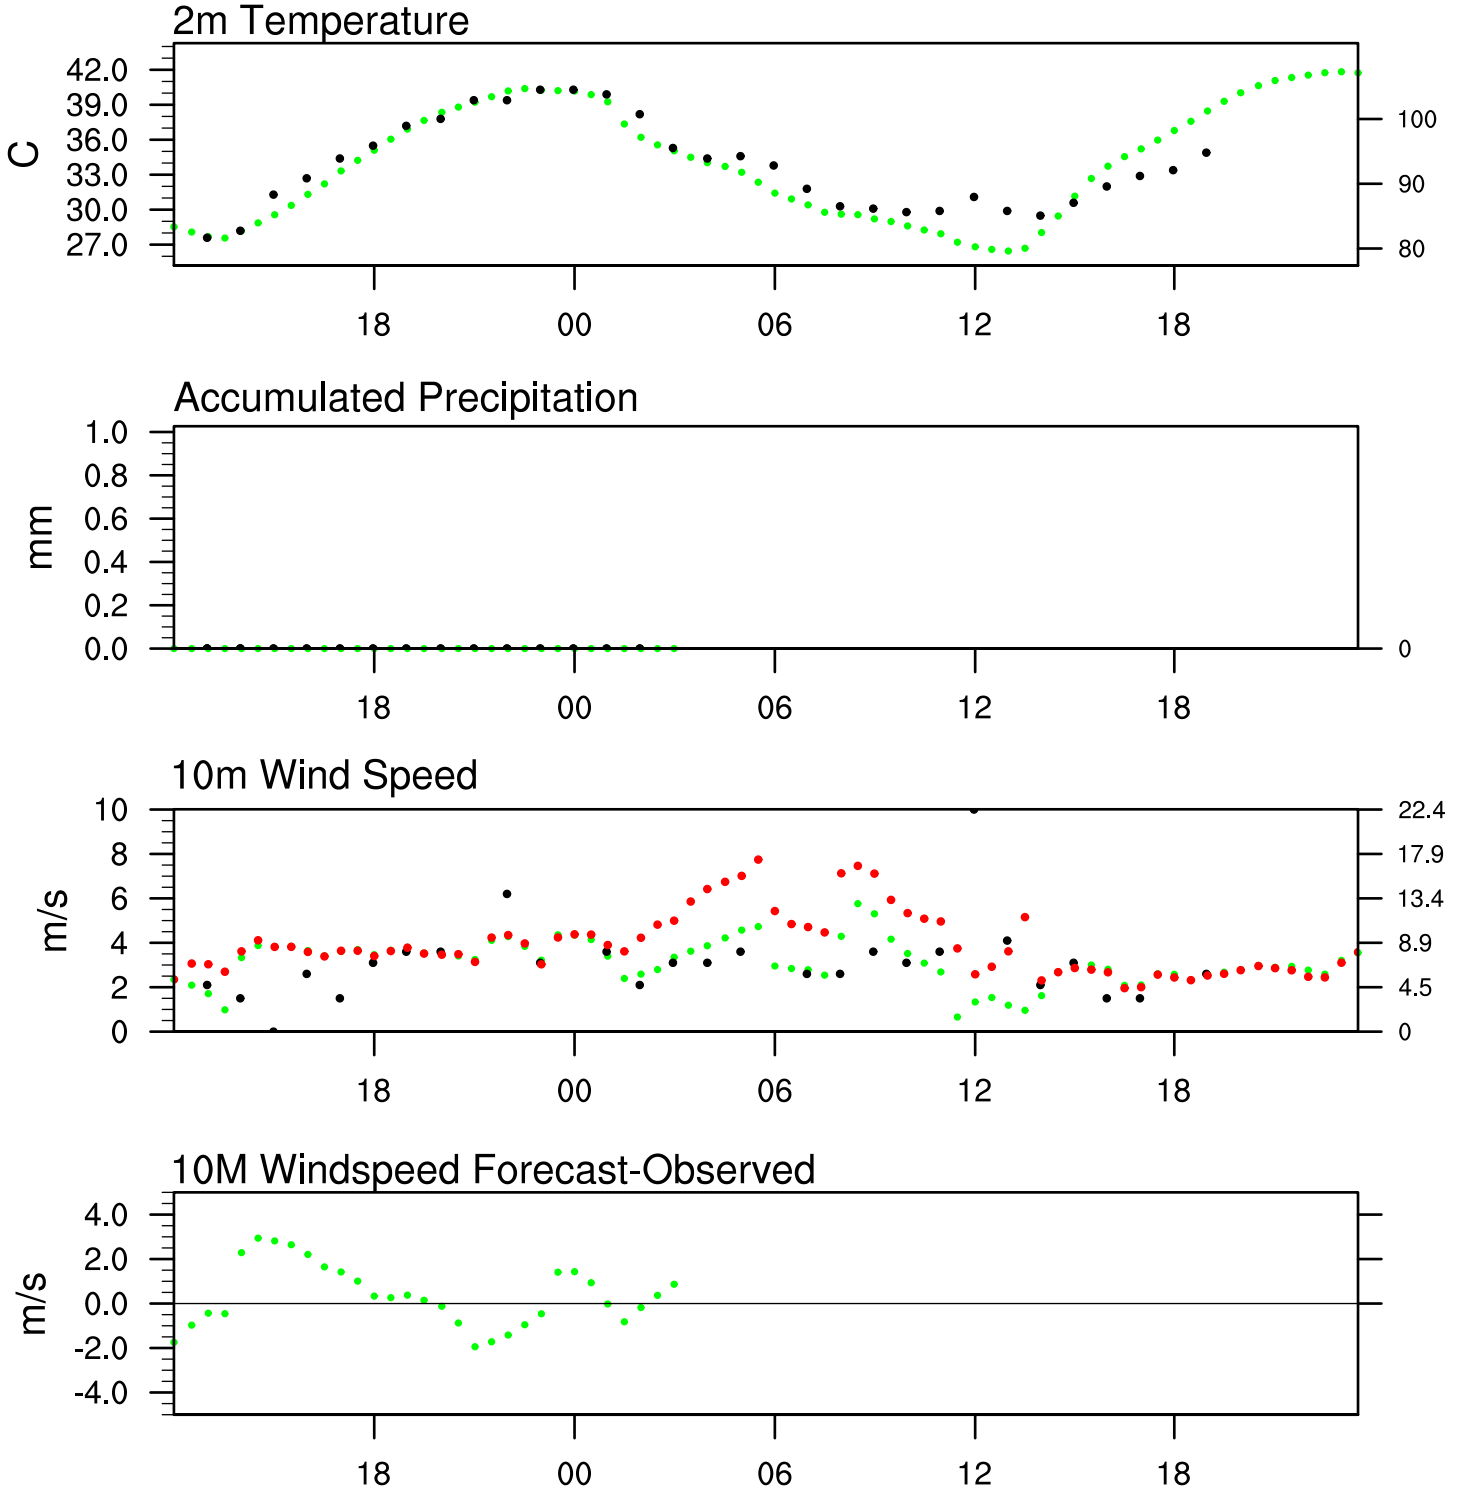 2m Temperature
42.0
39.0
36.0
33.0
30.0
27.0
C
100
90
80
18 00 06 12 18
Accumulated Precipitation
1.0
0.8
0.6
0.4
0.2
0.0
mm
0
18 00 06 12 18
10m Wind Speed
10
8
6
4
2
0
m/s
22.4
17.9
13.4
8.9
4.5
0
18 00 06 12 18
10M Windspeed Forecast-Observed
4.0
2.0
0.0
-2.0
-4.0
m/s
18 00 06 12 18